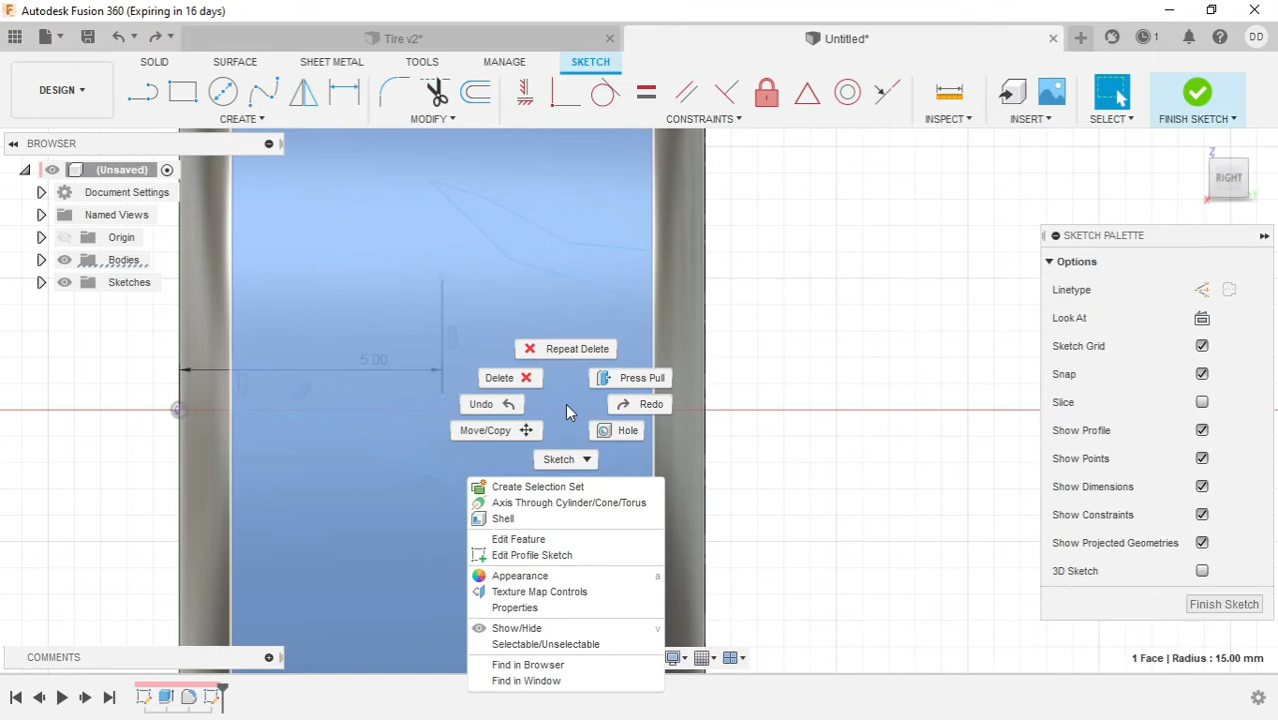 Autodesk Fusion 360 (Expiring in 16 days)
Tire v2*
Untitled*
1
DD
DESIGN
SOLID
SURFACE
SHEET METAL
TOOLS
MANAGE
SKETCH
CREATE
MODIFY
CONSTRAINTS
INSPECT
INSERT
SELECT
FINISH SKETCH
BROWSER
(Unsaved)
Document Settings
Named Views
Origin
Bodies
Sketches
Z
RIGHT
X
Y
SKETCH PALETTE
Options
Linetype
Look At
Sketch Grid
Snap
Slice
Show Profile
Show Points
Show Dimensions
Show Constraints
Show Projected Geometries
3D Sketch
Finish Sketch
5.00
Repeat Delete
Delete
Press Pull
Undo
Redo
Move/Copy
Hole
Sketch
Create Selection Set
Axis Through Cylinder/Cone/Torus
Shell
Edit Feature
Edit Profile Sketch
Appearance a
Texture Map Controls
Properties
Show/Hide v
Selectable/Unselectable
Find in Browser
Find in Window
COMMENTS
1 Face | Radius : 15.00 mm